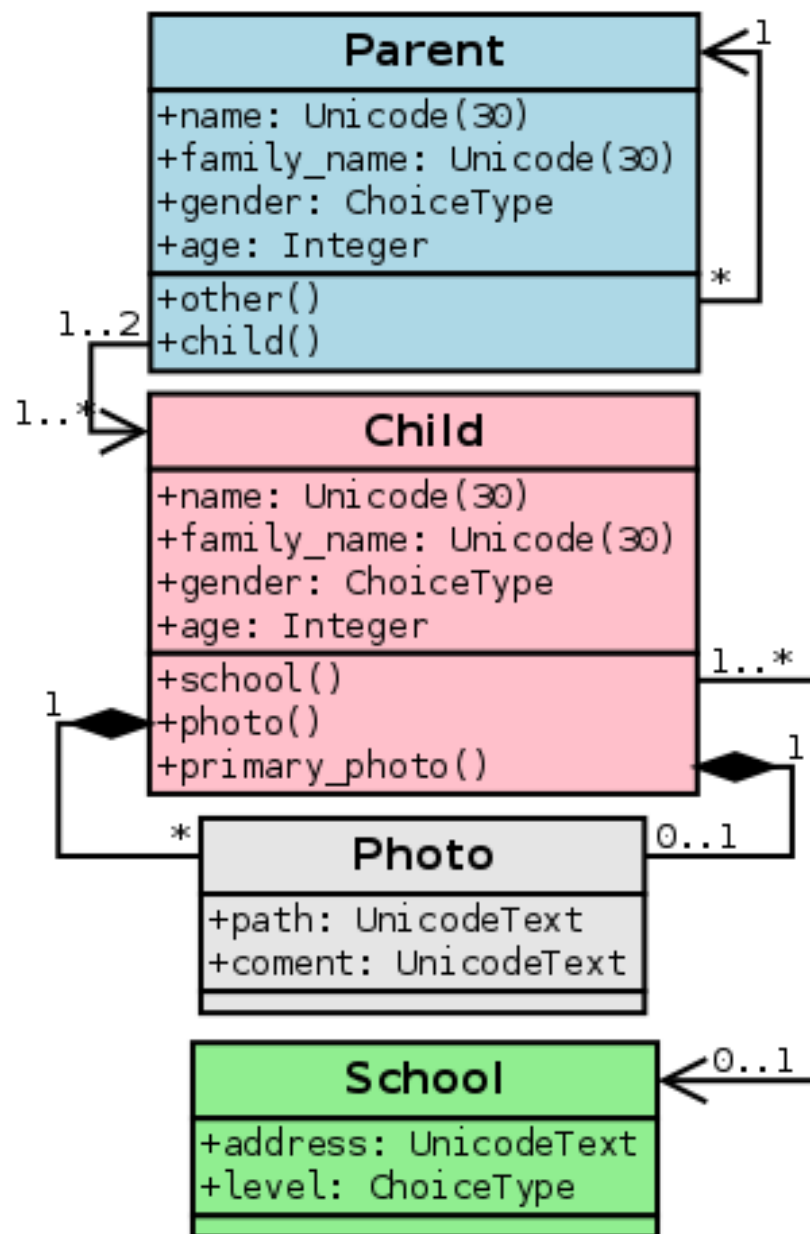 Parent
1
+name: Unicode(30)
+family_name: Unicode(30)
+gender: ChoiceType
+age: Integer
*
+other()
1..2
+child()
1..*
Child
+name: Unicode(30)
+family_name: Unicode(30)
+gender: ChoiceType
+age: Integer
1..*
+school()
1
+photo()
1
+primary_photo()
*
0..1
Photo
+path: UnicodeText
+coment: UnicodeText
School
0..1
+address: UnicodeText
+level: ChoiceType